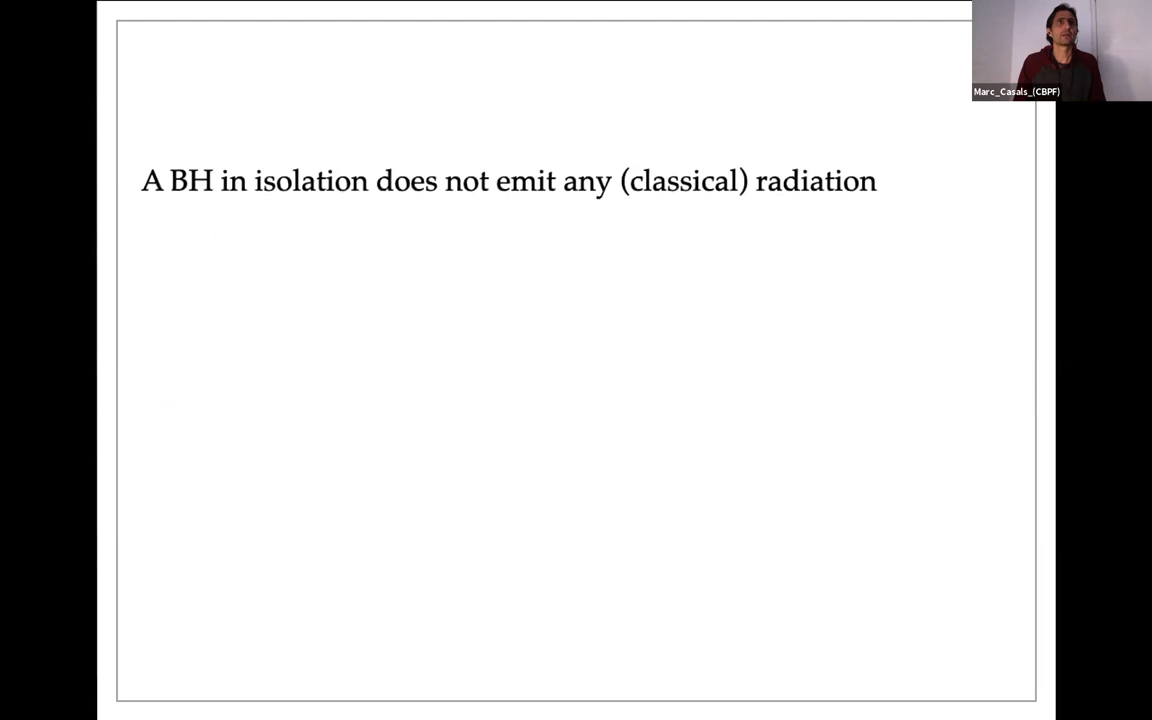 Marc_Casals_(CBPF)
A BH in isolation does not emit any (classical) radiation